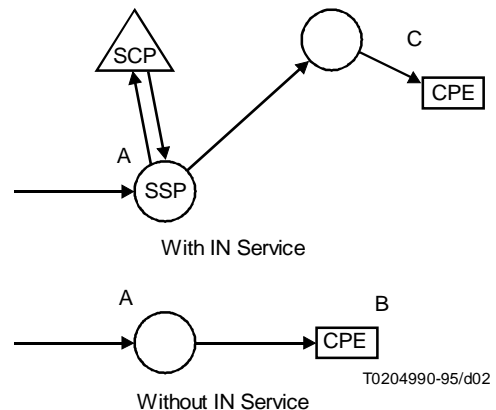 SCP
C
CPE
A
SSP
With IN Service
A
B
CPE
T0204990-95/d02
Without IN Service